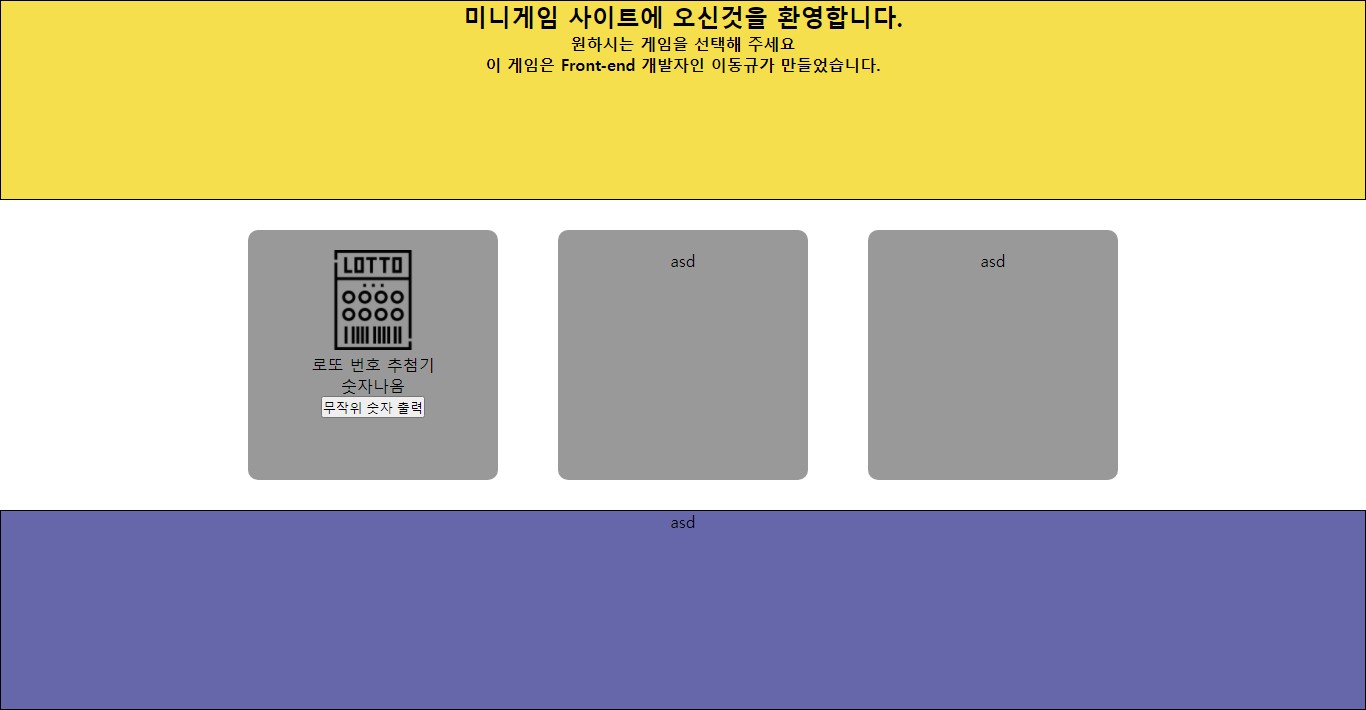 미니게임 사이트에 오신것을 환영합니다.
원하시는 게임을 선택해 주세요
이 게임은 Front-end 개발자인 이동규가 만들었습니다.
LOTTO
로또 번호 추첨기
숫자나옴
무작위 숫자 출력
asd
asd
asd